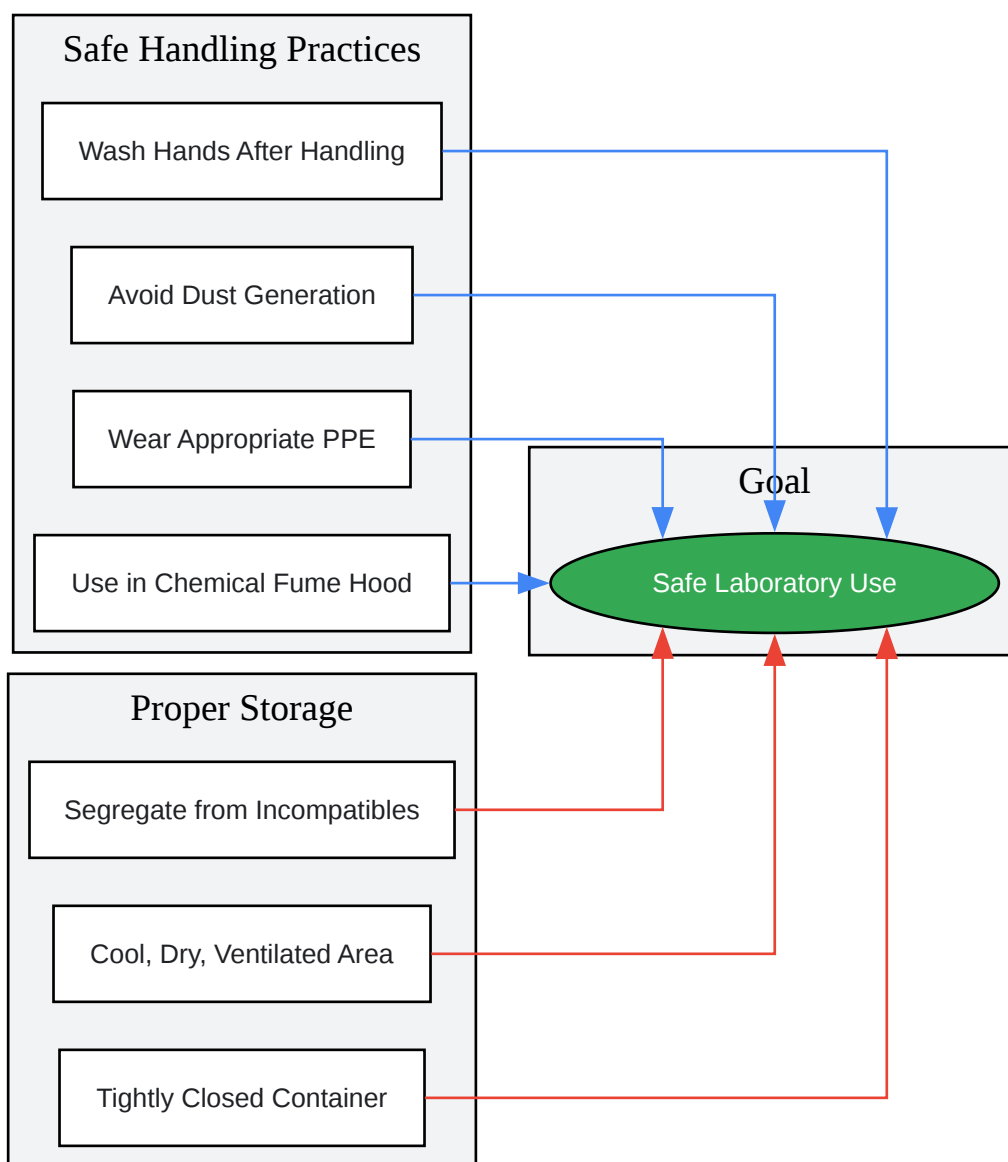 Safe Handling Practices
Wash Hands After Handling
Avoid Dust Generation
Wear Appropriate PPE
Use in Chemical Fume Hood
Goal
Safe Laboratory Use
Proper Storage
Segregate from Incompatibles
Cool, Dry, Ventilated Area
Tightly Closed Container